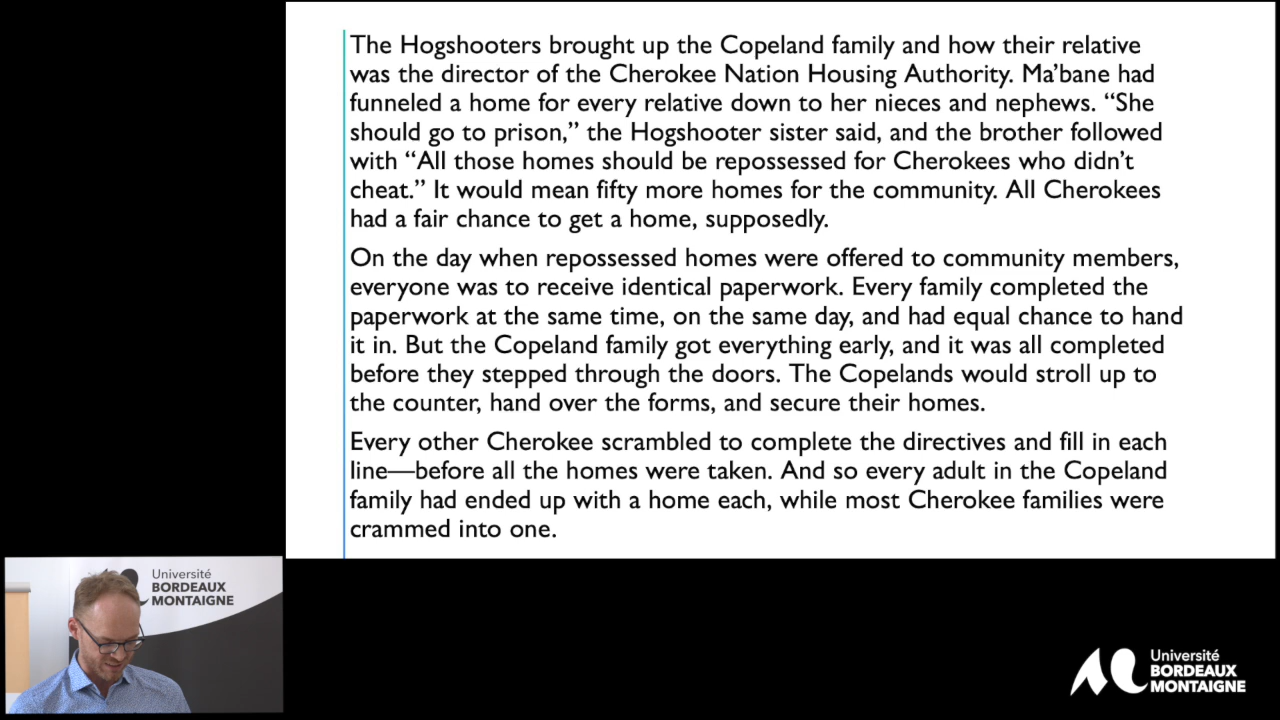 The Hogshooters brought up the Copeland family and how their relative
was the director of the Cherokee Nation Housing Authority. Ma’bane had
funneled a home for every relative down to her nieces and nephews. “She
should go to prison,” the Hogshooter sister said, and the brother followed
with “All those homes should be repossessed for Cherokees who didn’t
cheat.” It would mean fifty more homes for the community. All Cherokees
had a fair chance to get a home, supposedly.
On the day when repossessed homes were offered to community members,
everyone was to receive identical paperwork. Every family completed the
paperwork at the same time, on the same day, and had equal chance to hand
it in. But the Copeland family got everything early, and it was all completed
before they stepped through the doors. The Copelands would stroll up to
the counter, hand over the forms, and secure their homes.
Every other Cherokee scrambled to complete the directives and fill in each
line—before all the homes were taken. And so every adult in the Copeland
family had ended up with a home each, while most Cherokee families were
crammed into one.
Université
BORDEAUX
MONTAIGNE
Université
BORDEAUX
MONTAIGNE